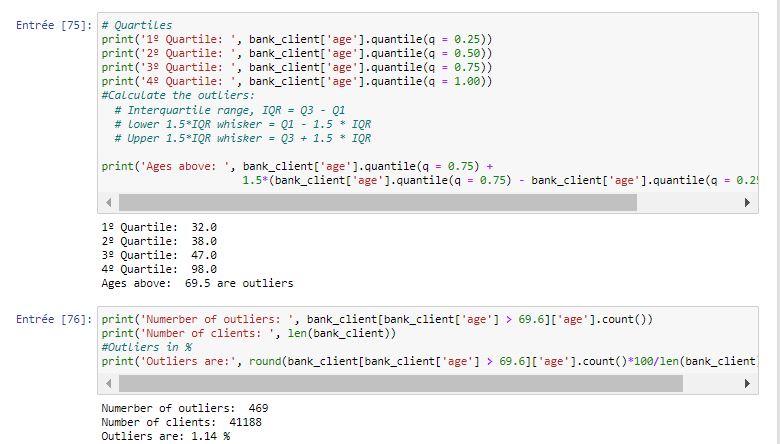 Entrée [75]: # Quartiles
print('1º Quartile: ', bank_client['age'].quantile(q = 0.25))
print('2º Quartile: ', bank_client['age'].quantile(q = 0.50))
print('3º Quartile: ', bank_client['age'].quantile(q = 0.75))
print('4º Quartile: ', bank_client['age'].quantile(q = 1.00))
#Calculate the outliers:
# Interquartile range, IQR = Q3 - Q1
# lower 1.5*IQR whisker = Q1 - 1.5 * IQR
# Upper 1.5*IQR whisker = Q3 + 1.5 * IQR
print('Ages above: ', bank_client['age'].quantile(q = 0.75) +
1.5*(bank_client['age'].quantile(q = 0.75) - bank_client['age'].quantile(q = 0.25
1º Quartile:  32.0
2º Quartile:  38.0
3º Quartile:  47.0
4º Quartile:  98.0
Ages above:  69.5 are outliers
Entrée [76]: print('Numerber of outliers: ', bank_client[bank_client['age'] > 69.6]['age'].count())
print('Number of clients: ', len(bank_client))
#Outliers in %
print('Outliers are:', round(bank_client[bank_client['age'] > 69.6]['age'].count()*100/len(bank_client
Numerber of outliers:  469
Number of clients:  41188
Outliers are: 1.14 %